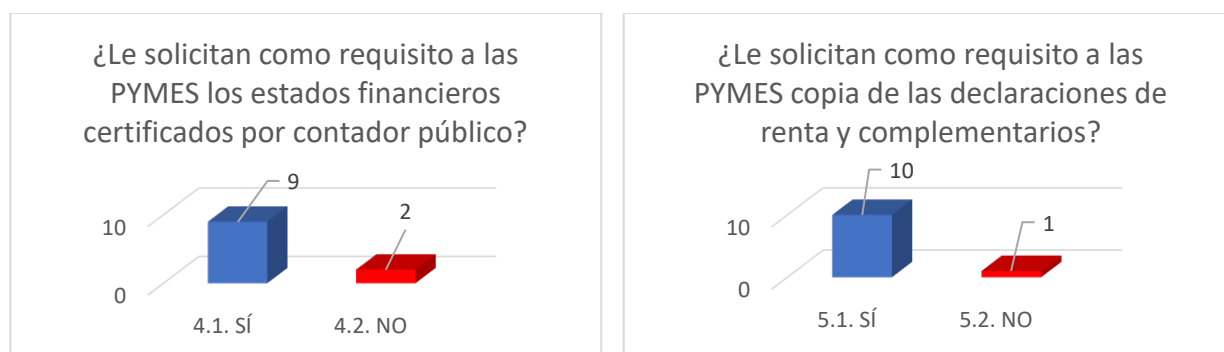 ¿Le solicitan como requisito a las
PYMES los estados financieros
certificados por contador público?
9
2
10
0
4.1. SÍ
4.2. NO
¿Le solicitan como requisito a las
PYMES copia de las declaraciones de
renta y complementarios?
10
1
10
0
5.1. SÍ
5.2. NO